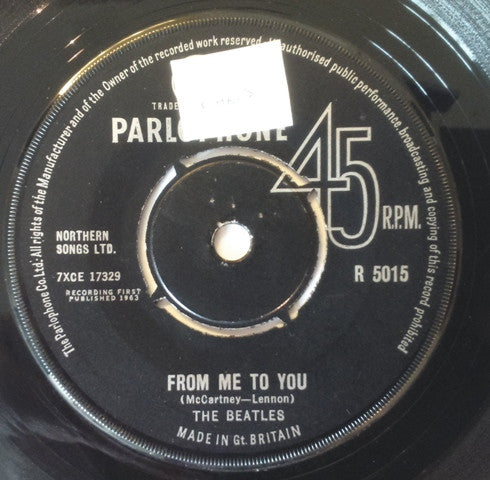 The Parlophone Co. Ltd. All rights of the Manufacturer and of the Owner of the recorded work reserved. Unauthorised public performance, broadcasting and copying of this record prohibited.
TRADE
PARLOPHONE
45
R.P.M.
NORTHERN
SONGS LTD.
7XCE 17329
RECORDING FIRST
PUBLISHED 1963
R 5015
FROM ME TO YOU
(McCartney—Lennon)
THE BEATLES
MADE IN Gt. BRITAIN